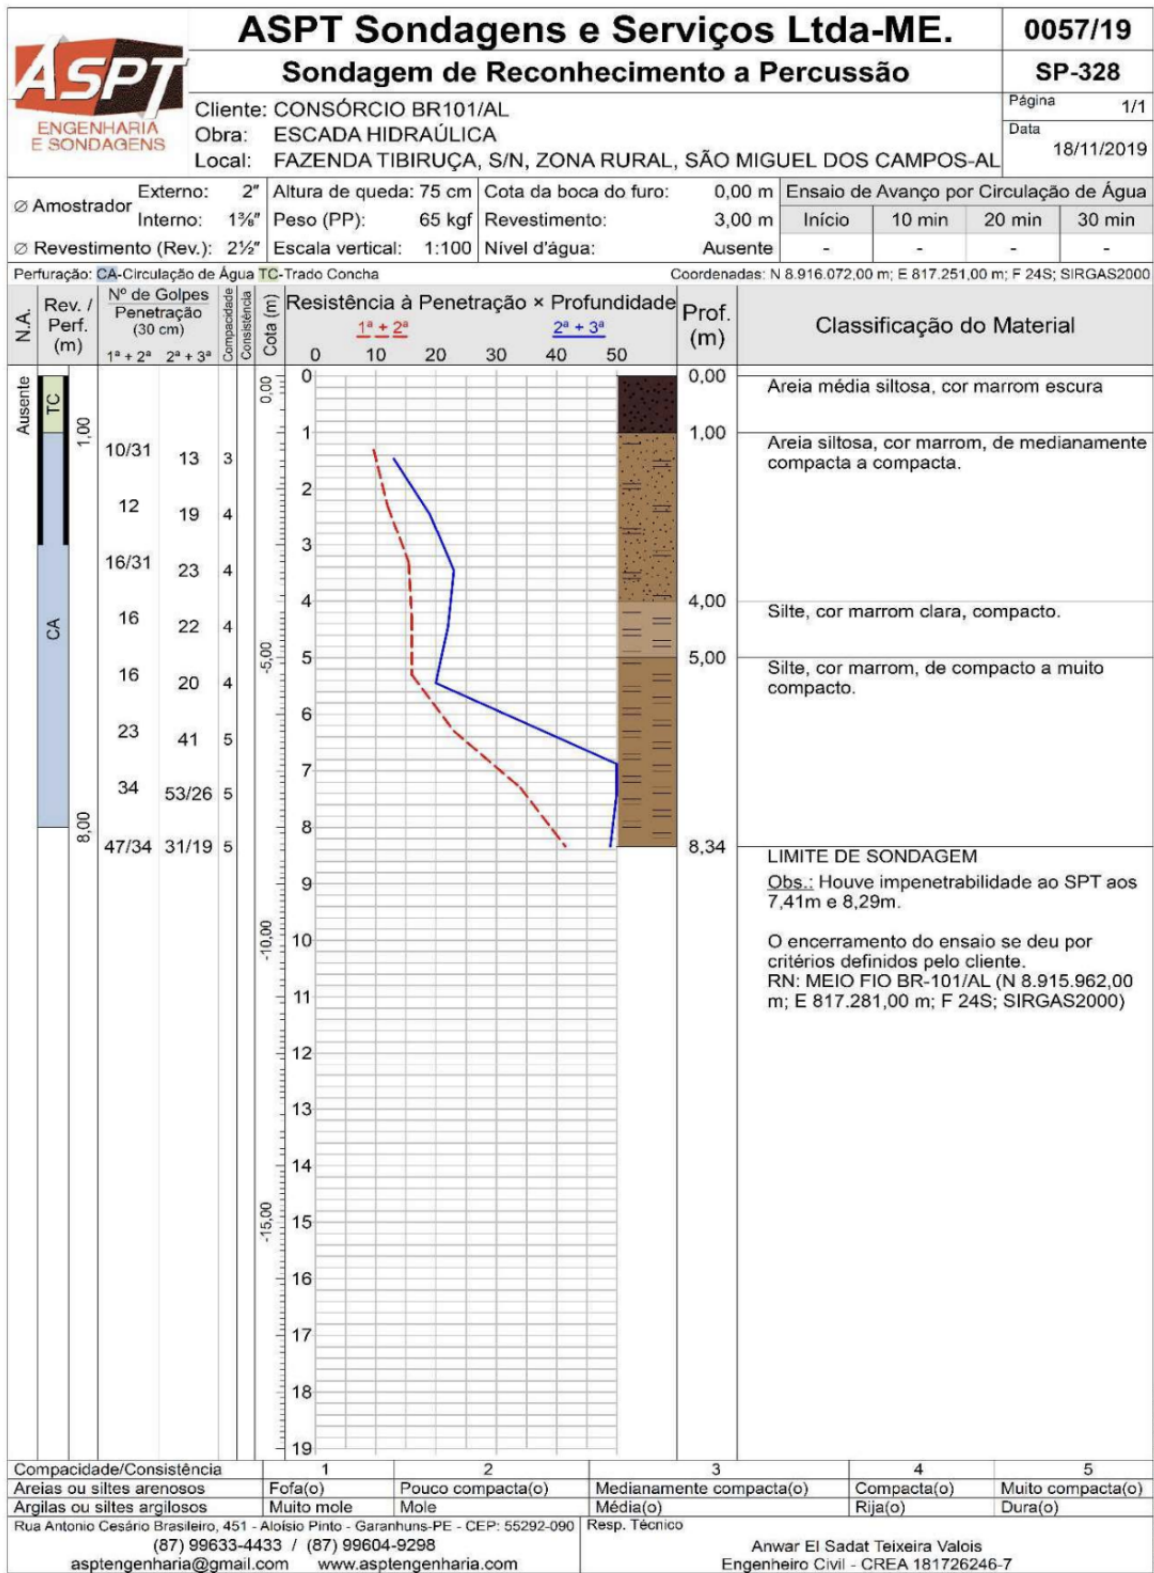 ASPT
ENGENHARIA
E SONDAGENS
ASPT Sondagens e Serviços Ltda-ME.
0057/19
Sondagem de Reconhecimento a Percussão
SP-328
Cliente: CONSÓRCIO BR101/AL
Obra: ESCADA HIDRAÚLICA
Local: FAZENDA TIBIRUÇA, S/N, ZONA RURAL, SÃO MIGUEL DOS CAMPOS-AL
Página 1/1
Data 18/11/2019
Ø Amostrador Externo: 2"
Interno: 1⅜"
Ø Revestimento (Rev.): 2½"
Altura de queda: 75 cm
Peso (PP): 65 kgf
Escala vertical: 1:100
Cota da boca do furo: 0,00 m
Revestimento: 3,00 m
Nível d'água: Ausente
Ensaio de Avanço por Circulação de Água
Início 10 min 20 min 30 min
- - - -
Perfuração: CA-Circulação de Água TC-Trado Concha
Coordenadas: N 8.916.072,00 m; E 817.251,00 m; F 24S; SIRGAS2000
N.A.
Rev. / Perf. (m)
Nº de Golpes
Penetração
(30 cm)
1ª + 2ª 2ª + 3ª
Compacidade
Consistência
Cota (m)
Resistência à Penetração × Profundidade
1ª + 2ª 2ª + 3ª
0 10 20 30 40 50
Prof. (m)
Classificação do Material
Ausente
TC
1,00
CA
8,00
10/31 13 3
12 19 4
16/31 23 4
16 22 4
16 20 4
23 41 5
34 53/26 5
47/34 31/19 5
0,00
-5,00
-10,00
-15,00
0
1
2
3
4
5
6
7
8
9
10
11
12
13
14
15
16
17
18
19
0,00
Areia média siltosa, cor marrom escura
1,00
Areia siltosa, cor marrom, de medianamente
compacta a compacta.
4,00
Silte, cor marrom clara, compacto.
5,00
Silte, cor marrom, de compacto a muito
compacto.
8,34
LIMITE DE SONDAGEM
Obs.: Houve impenetrabilidade ao SPT aos
7,41m e 8,29m.
O encerramento do ensaio se deu por
critérios definidos pelo cliente.
RN: MEIO FIO BR-101/AL (N 8.915.962,00
m; E 817.281,00 m; F 24S; SIRGAS2000)
Compacidade/Consistência 1 2 3 4 5
Areias ou siltes arenosos Fofa(o) Pouco compacta(o) Medianamente compacta(o) Compacta(o) Muito compacta(o)
Argilas ou siltes argilosos Muito mole Mole Média(o) Rija(o) Dura(o)
Rua Antonio Cesário Brasileiro, 451 - Aloísio Pinto - Garanhuns-PE - CEP: 55292-090
(87) 99633-4433 / (87) 99604-9298
asptengenharia@gmail.com www.asptengenharia.com
Resp. Técnico
Anwar El Sadat Teixeira Valois
Engenheiro Civil - CREA 181726246-7